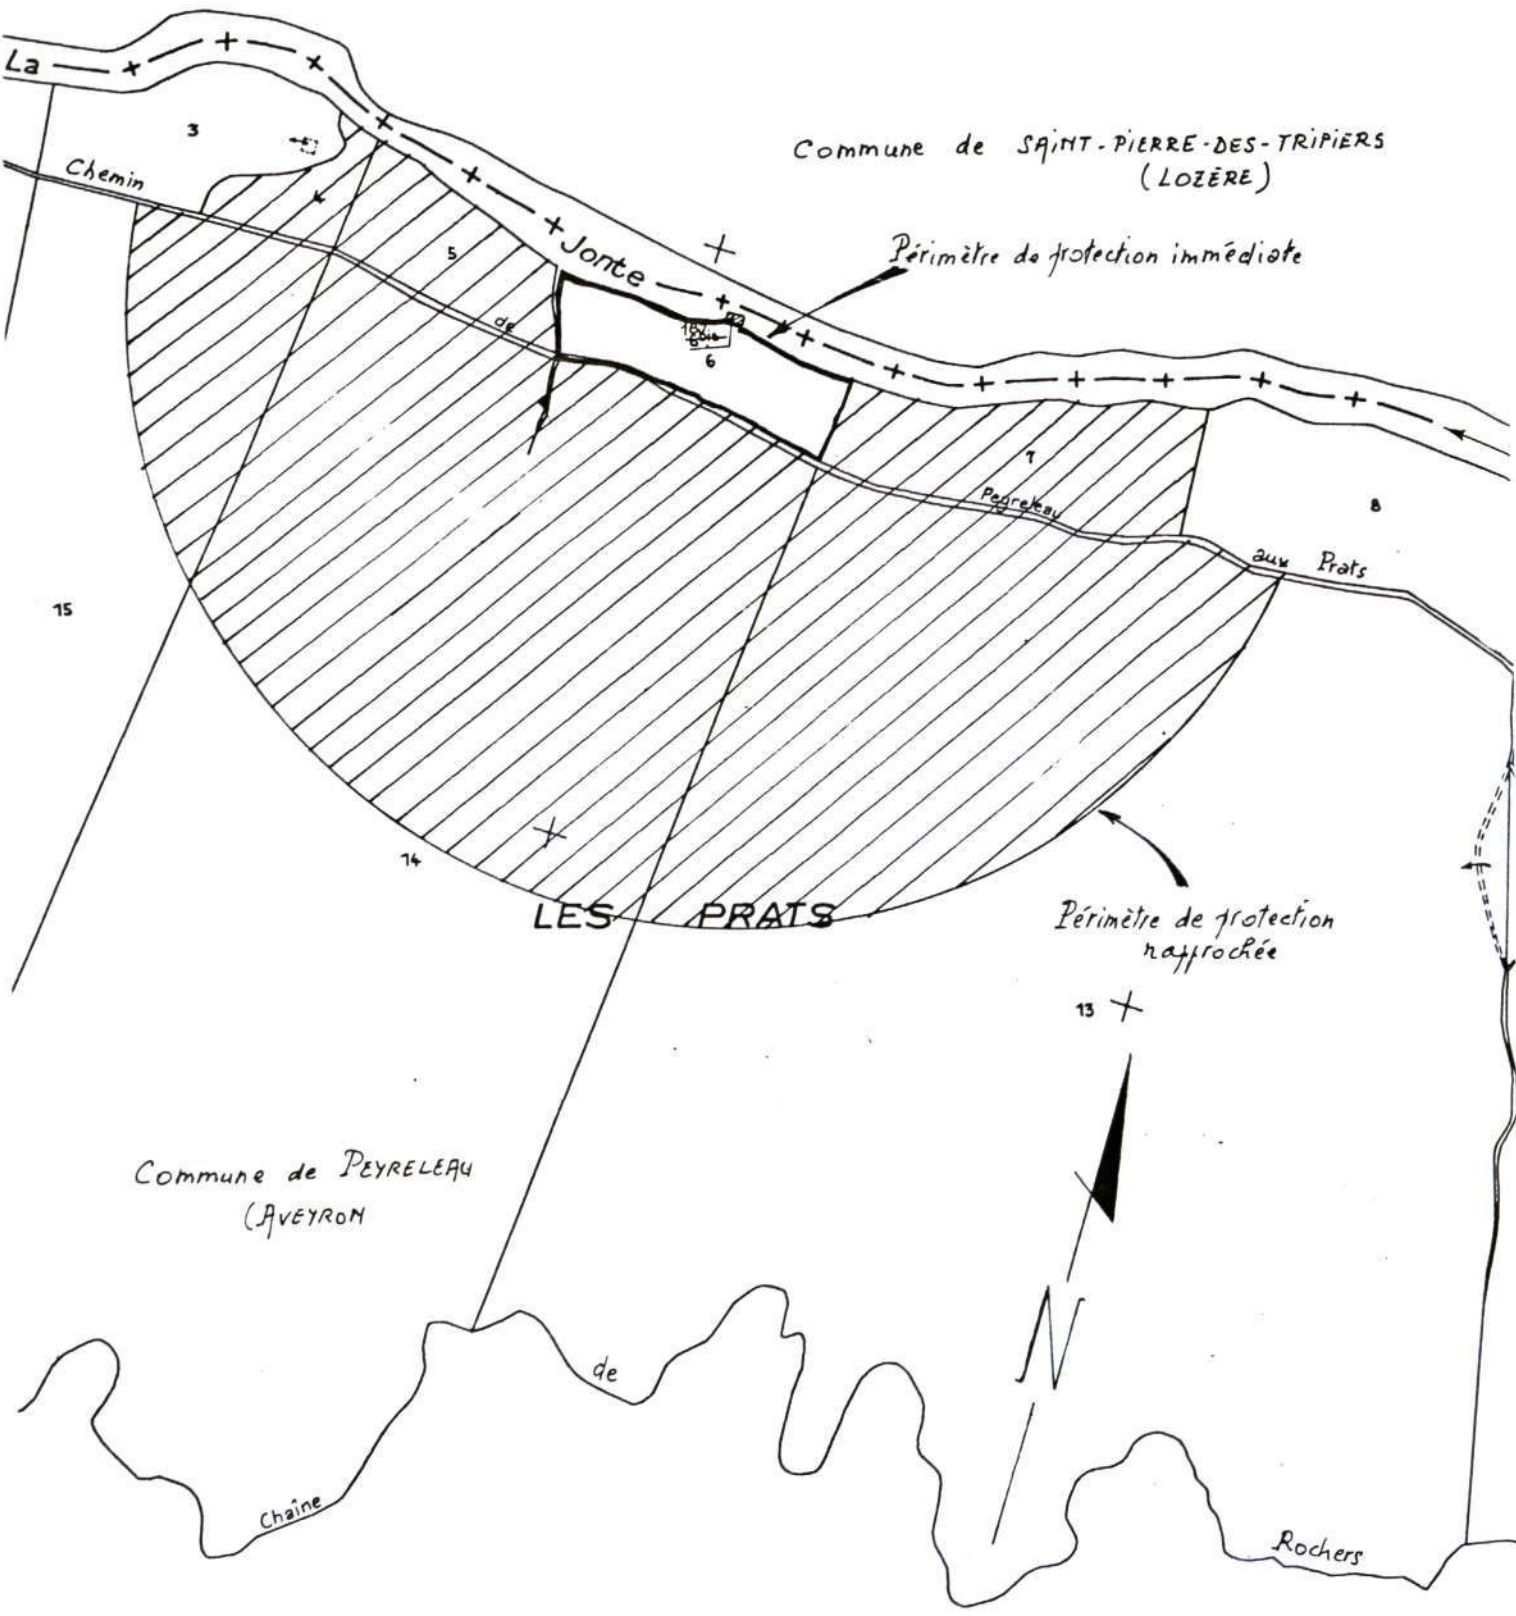 La
3
Chemin
Commune de SAINT-PIERRE-DES-TRIPIERS
(LOZÈRE)
Périmètre de protection immédiate
Jonte
5
de
6
7
Peyreleau
8
aux Prats
15
14
LES PRATS
Périmètre de protection
rapprochée
13
Commune de PEYRELEAU
(AVEYRON
N
de
Chaîne
Rochers